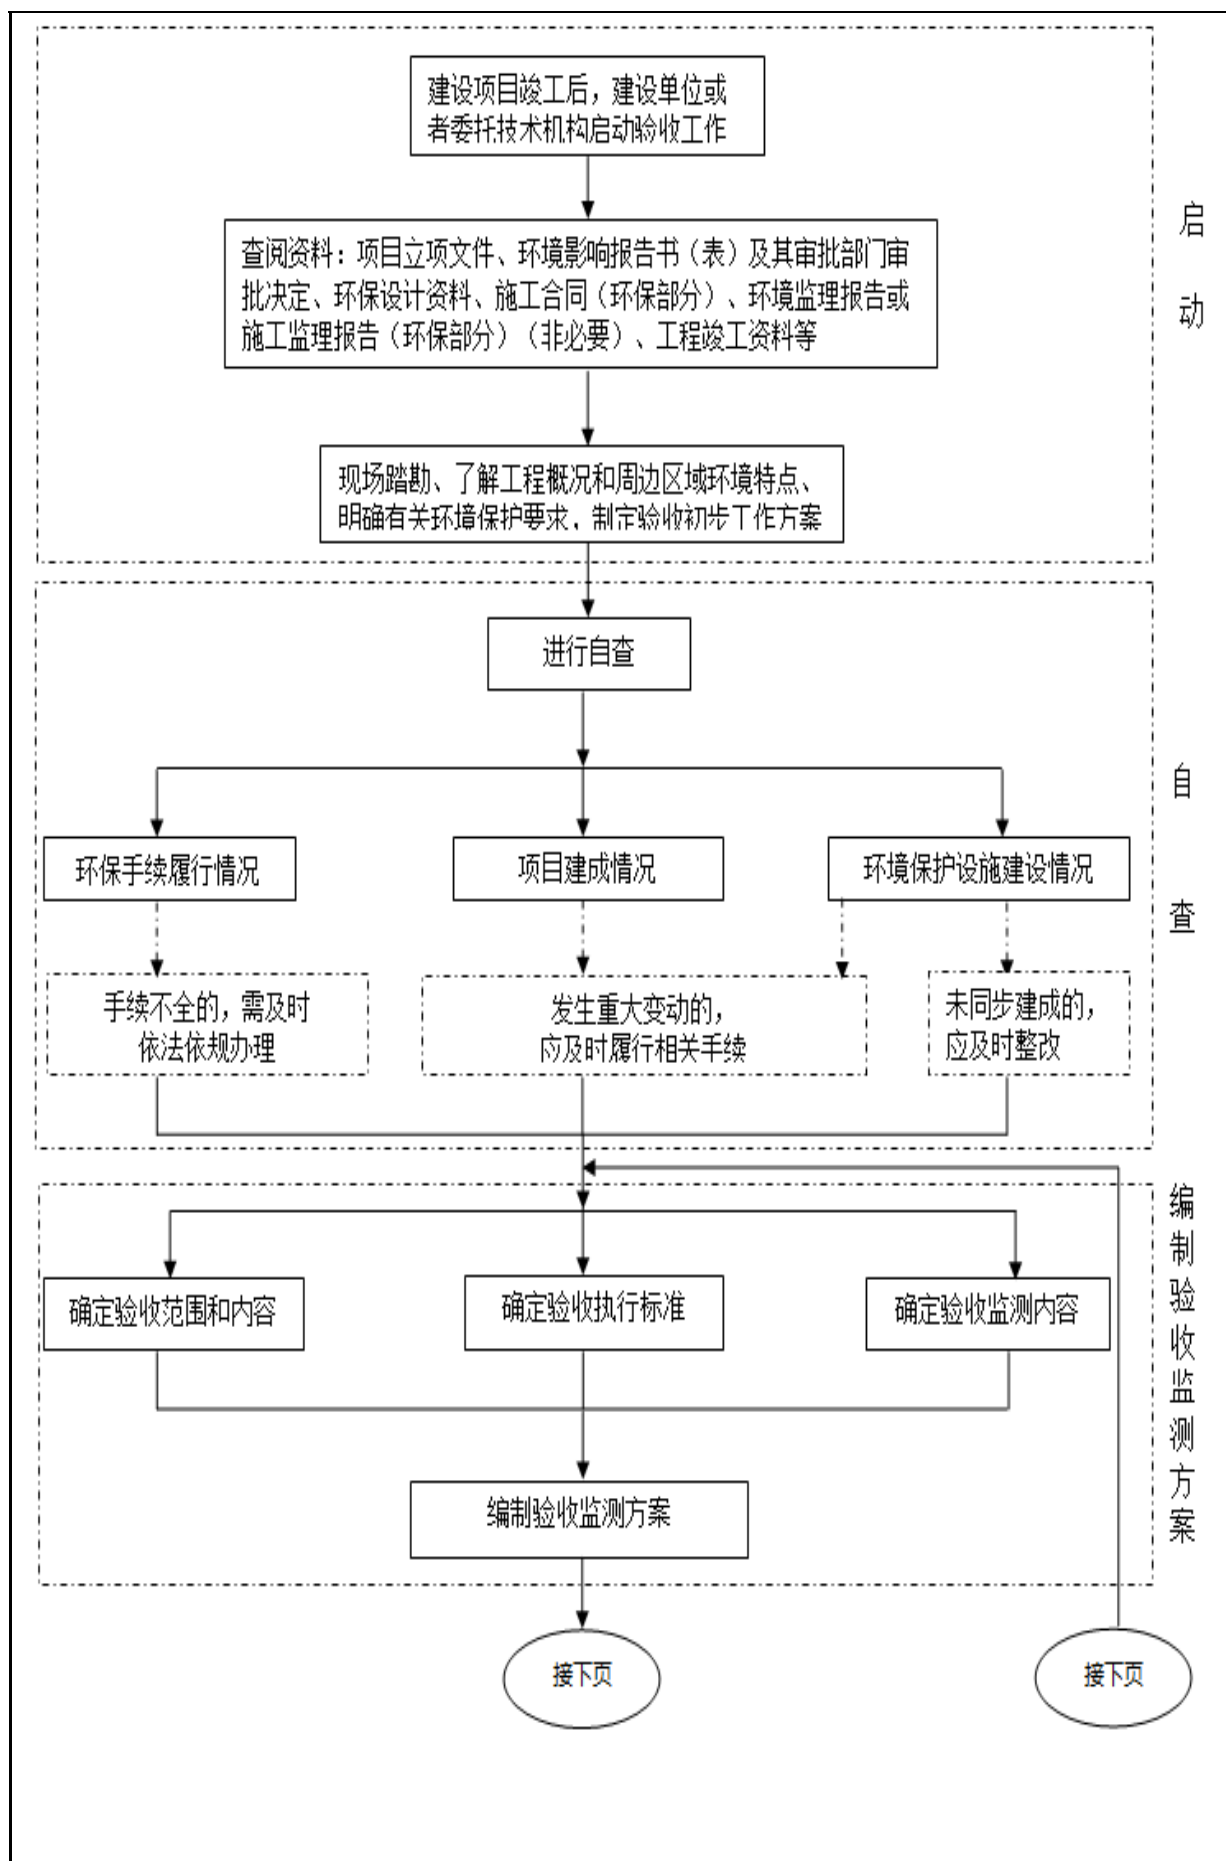 建设项目竣工后，建设单位或
者委托技术机构启动验收工作
启
动
查阅资料：项目立项文件、环境影响报告书（表）及其审批部门审
批决定、环保设计资料、施工合同（环保部分）、环境监理报告或
施工监理报告（环保部分）（非必要）、工程竣工资料等
现场踏勘、了解工程概况和周边区域环境特点、
明确有关环境保护要求，制定验收初步工作方案
进行自查
自
查
环保手续履行情况
项目建成情况
环境保护设施建设情况
手续不全的，需及时
依法依规办理
发生重大变动的，
应及时履行相关手续
未同步建成的，
应及时整改
编
制
验
收
监
测
方
案
确定验收范围和内容
确定验收执行标准
确定验收监测内容
编制验收监测方案
接下页
接下页